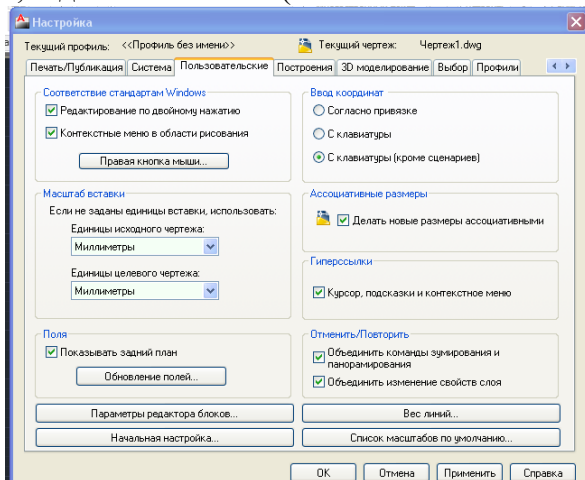 Настройка
Текущий профиль: <<Профиль без имени>> Текущий чертеж: Чертеж1.dwg
Печать/Публикация Система Пользовательские Построения 3D моделирование Выбор Профили
Соответствие стандартам Windows
Редактирование по двойному нажатию
Контекстные меню в области рисования
Правая кнопка мыши...
Масштаб вставки
Если не заданы единицы вставки, использовать:
Единицы исходного чертежа:
Миллиметры
Единицы целевого чертежа:
Миллиметры
Поля
Показывать задний план
Обновление полей...
Ввод координат
Согласно привязке
С клавиатуры
С клавиатуры (кроме сценариев)
Ассоциативные размеры
Делать новые размеры ассоциативными
Гиперссылки
Курсор, подсказки и контекстное меню
Отменить/Повторить
Объединить команды зумирования и
панорамирования
Объединить изменение свойств слоя
Параметры редактора блоков... Вес линий...
Начальная настройка... Список масштабов по умолчанию...
ОК Отмена Применить Справка